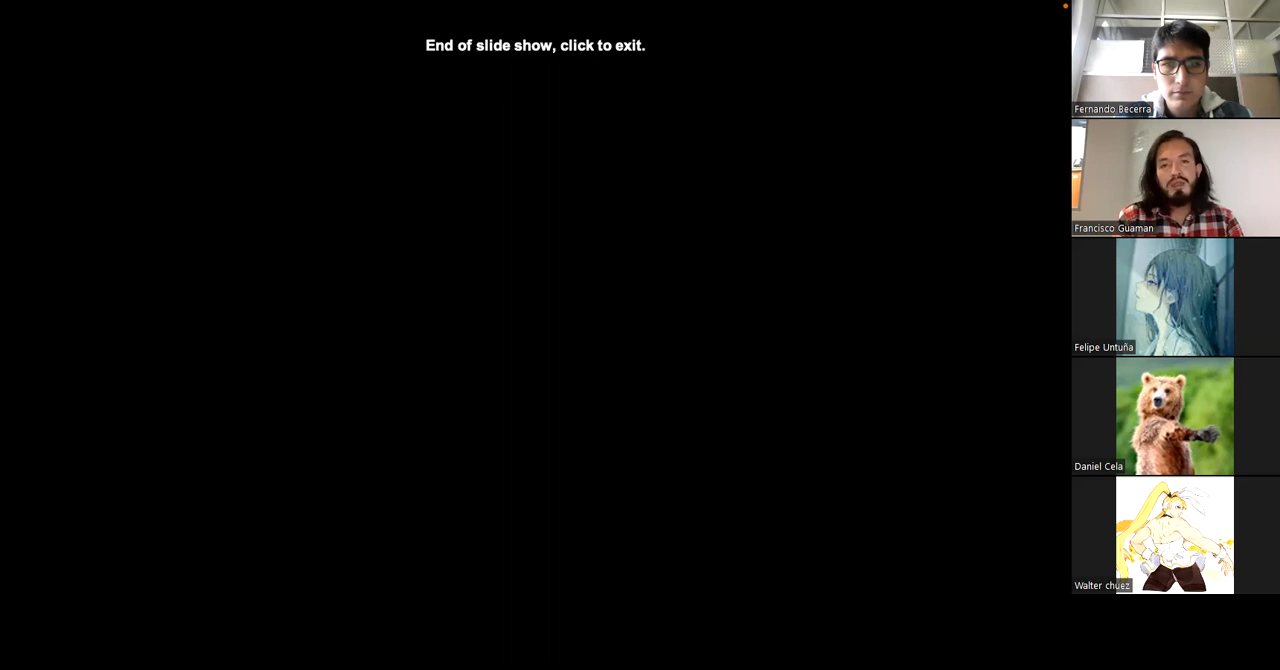 End of slide show, click to exit.
Fernando Becerra
Francisco Guaman
Felipe Untuña
Daniel Cela
Walter chuez